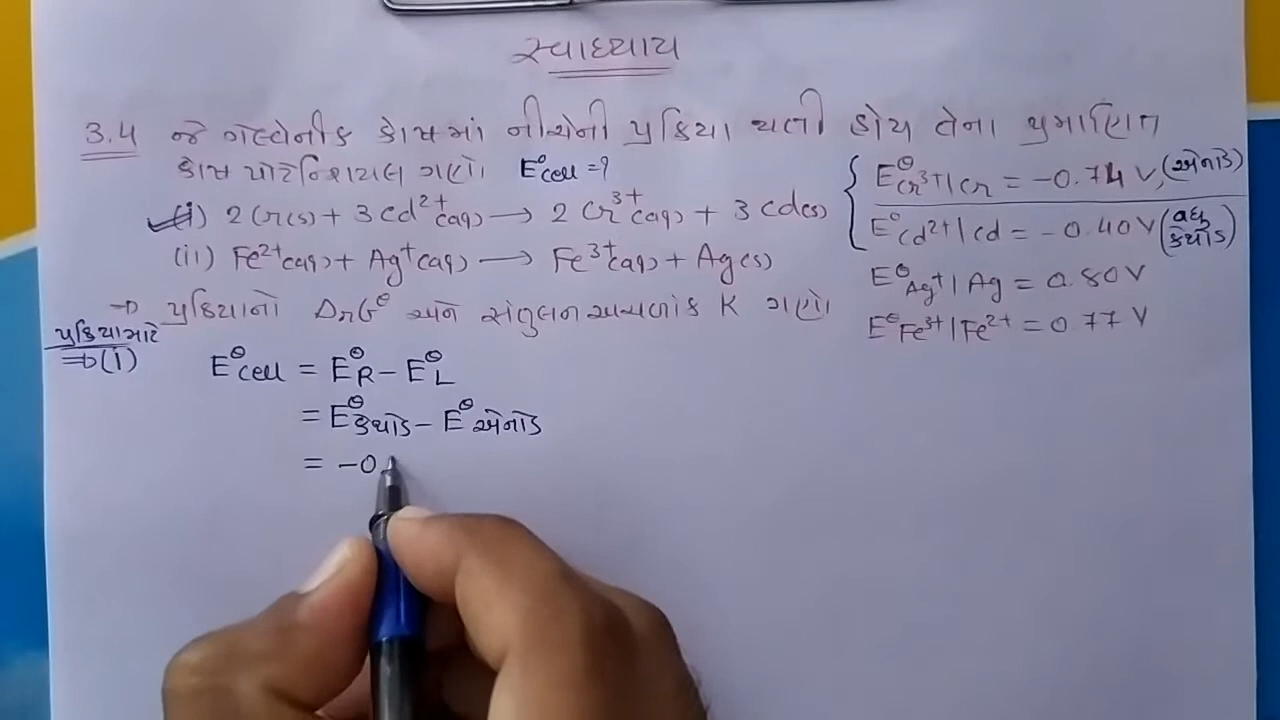 સ્વાધ્યાય
3.4 જે ગેલ્વેનીક કોષમાં નીચેની પ્રક્રિયા થતી હોય તેના પ્રમાણિત
કોષ પોટેન્શિયલ ગણો. E⊖cell = ?
(i) 2Cr(s) + 3Cd²⁺(aq) → 2Cr³⁺(aq) + 3Cd(s)
(ii) Fe²⁺(aq) + Ag⁺(aq) → Fe³⁺(aq) + Ag(s)
→ પ્રક્રિયાનો ΔrG⊖ અને સંતુલન અચળાંક K ગણો.
E⊖Cr³⁺|Cr = -0.74 V, (એનોડ)
E⊖Cd²⁺|Cd = -0.40 V (કેથોડ)
E⊖Ag⁺|Ag = 0.80 V
E⊖Fe³⁺|Fe²⁺ = 0.77 V
પ્રક્રિયા માટે
⇒ (i)
E⊖cell = E⊖R - E⊖L
= E⊖કેથોડ - E⊖એનોડ
= -0.